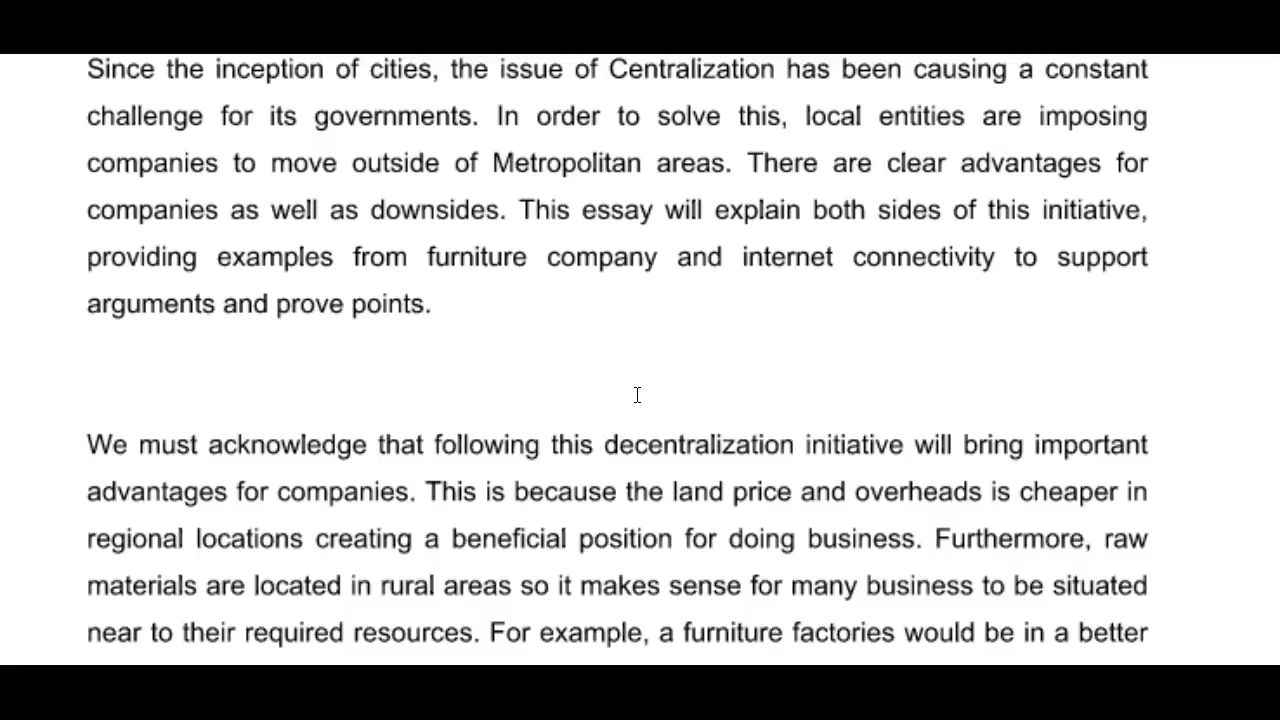 Since the inception of cities, the issue of Centralization has been causing a constant
challenge for its governments. In order to solve this, local entities are imposing
companies to move outside of Metropolitan areas. There are clear advantages for
companies as well as downsides. This essay will explain both sides of this initiative,
providing examples from furniture company and internet connectivity to support
arguments and prove points.
We must acknowledge that following this decentralization initiative will bring important
advantages for companies. This is because the land price and overheads is cheaper in
regional locations creating a beneficial position for doing business. Furthermore, raw
materials are located in rural areas so it makes sense for many business to be situated
near to their required resources. For example, a furniture factories would be in a better